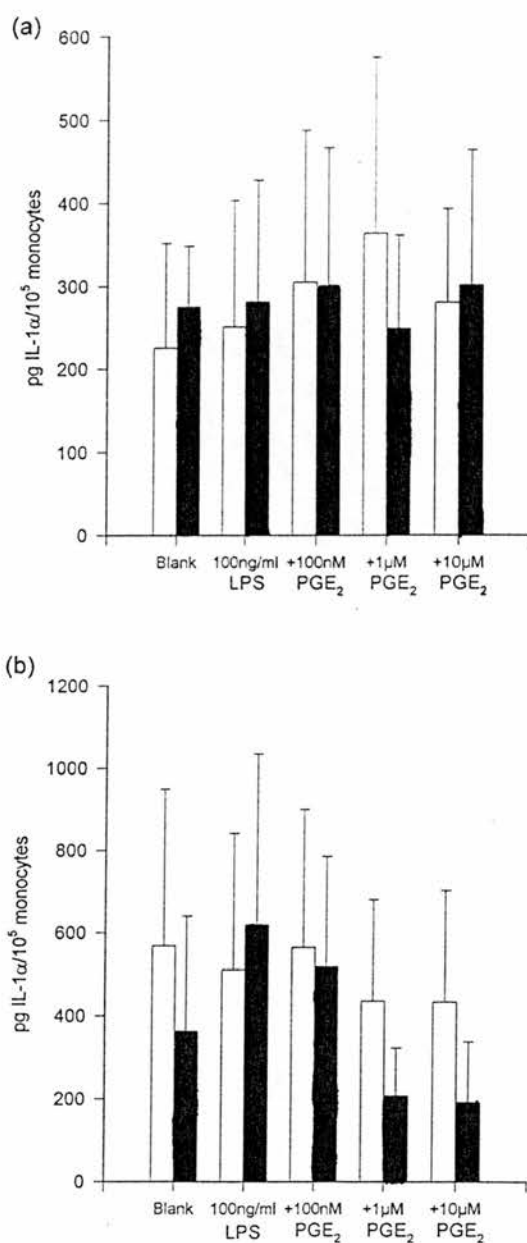 (a)
600
500
400
300
200
100
0
pg IL-1α/10⁵ monocytes
Blank 100ng/ml +100nM +1µM +10µM
LPS PGE₂ PGE₂ PGE₂
(b)
1200
1000
800
600
400
200
0
pg IL-1α/10⁵ monocytes
Blank 100ng/ml +100nM +1µM +10µM
LPS PGE₂ PGE₂ PGE₂